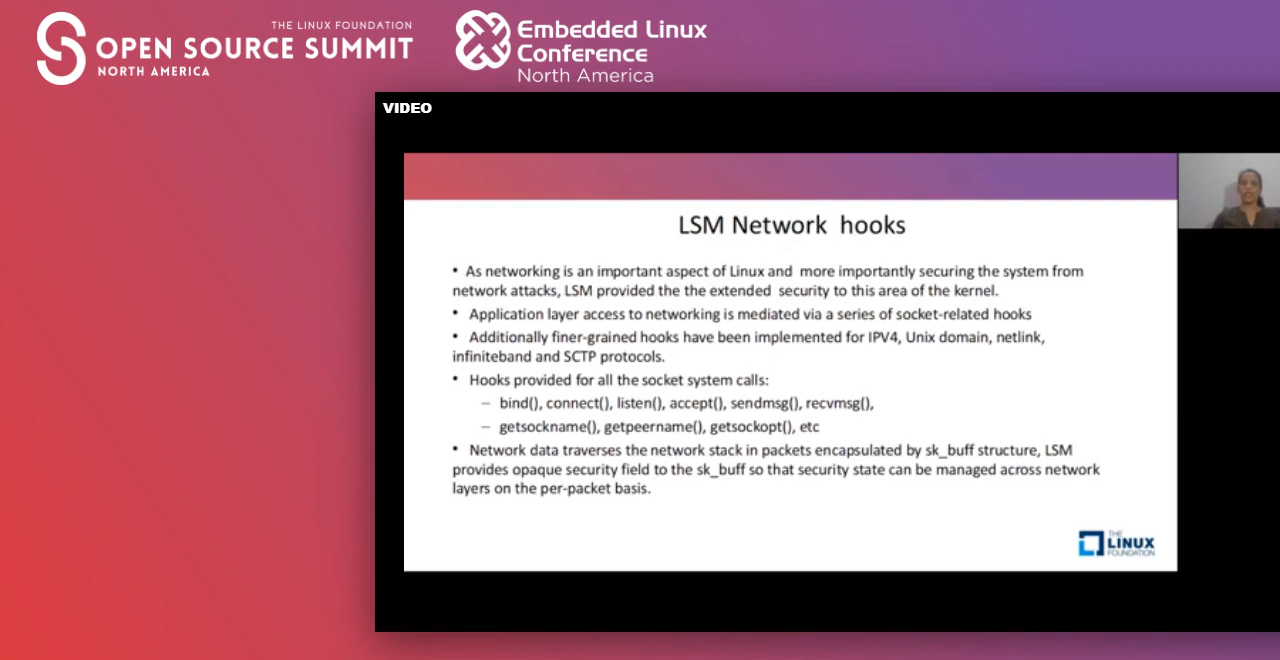 THE LINUX FOUNDATION
OPEN SOURCE SUMMIT
NORTH AMERICA
Embedded Linux
Conference
North America
VIDEO
LSM Network hooks
• As networking is an important aspect of Linux and more importantly securing the system from
network attacks, LSM provided the the extended security to this area of the kernel.
• Application layer access to networking is mediated via a series of socket-related hooks
• Additionally finer-grained hooks have been implemented for IPV4, Unix domain, netlink,
infiniteband and SCTP protocols.
• Hooks provided for all the socket system calls:
– bind(), connect(), listen(), accept(), sendmsg(), recvmsg(),
– getsockname(), getpeername(), getsockopt(), etc
• Network data traverses the network stack in packets encapsulated by sk_buff structure, LSM
provides opaque security field to the sk_buff so that security state can be managed across network
layers on the per-packet basis.
THE
LINUX
FOUNDATION